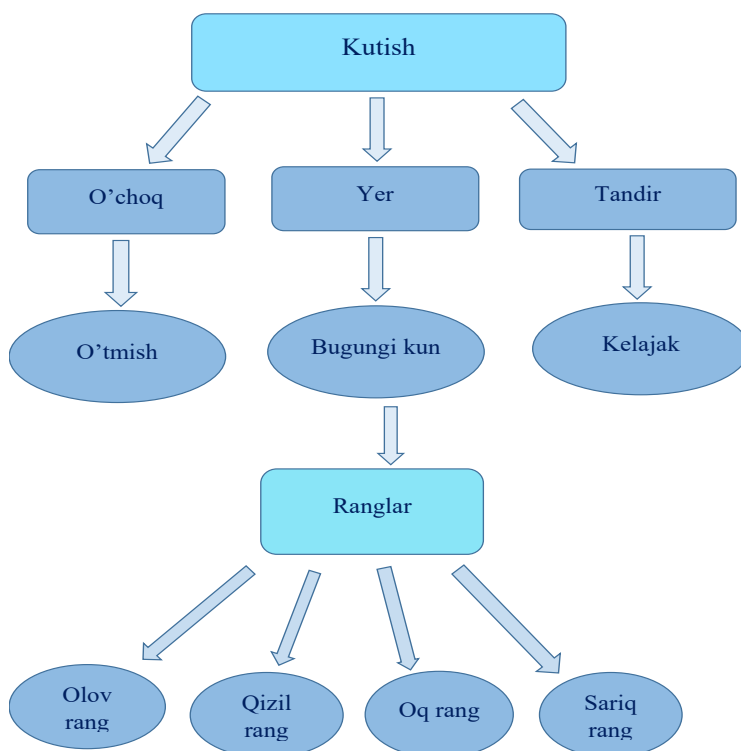 Kutish
O'choq
Yer
Tandir
O'tmish
Bugungi kun
Kelajak
Ranglar
Olov
rang
Qizil
rang
Oq rang
Sariq
rang